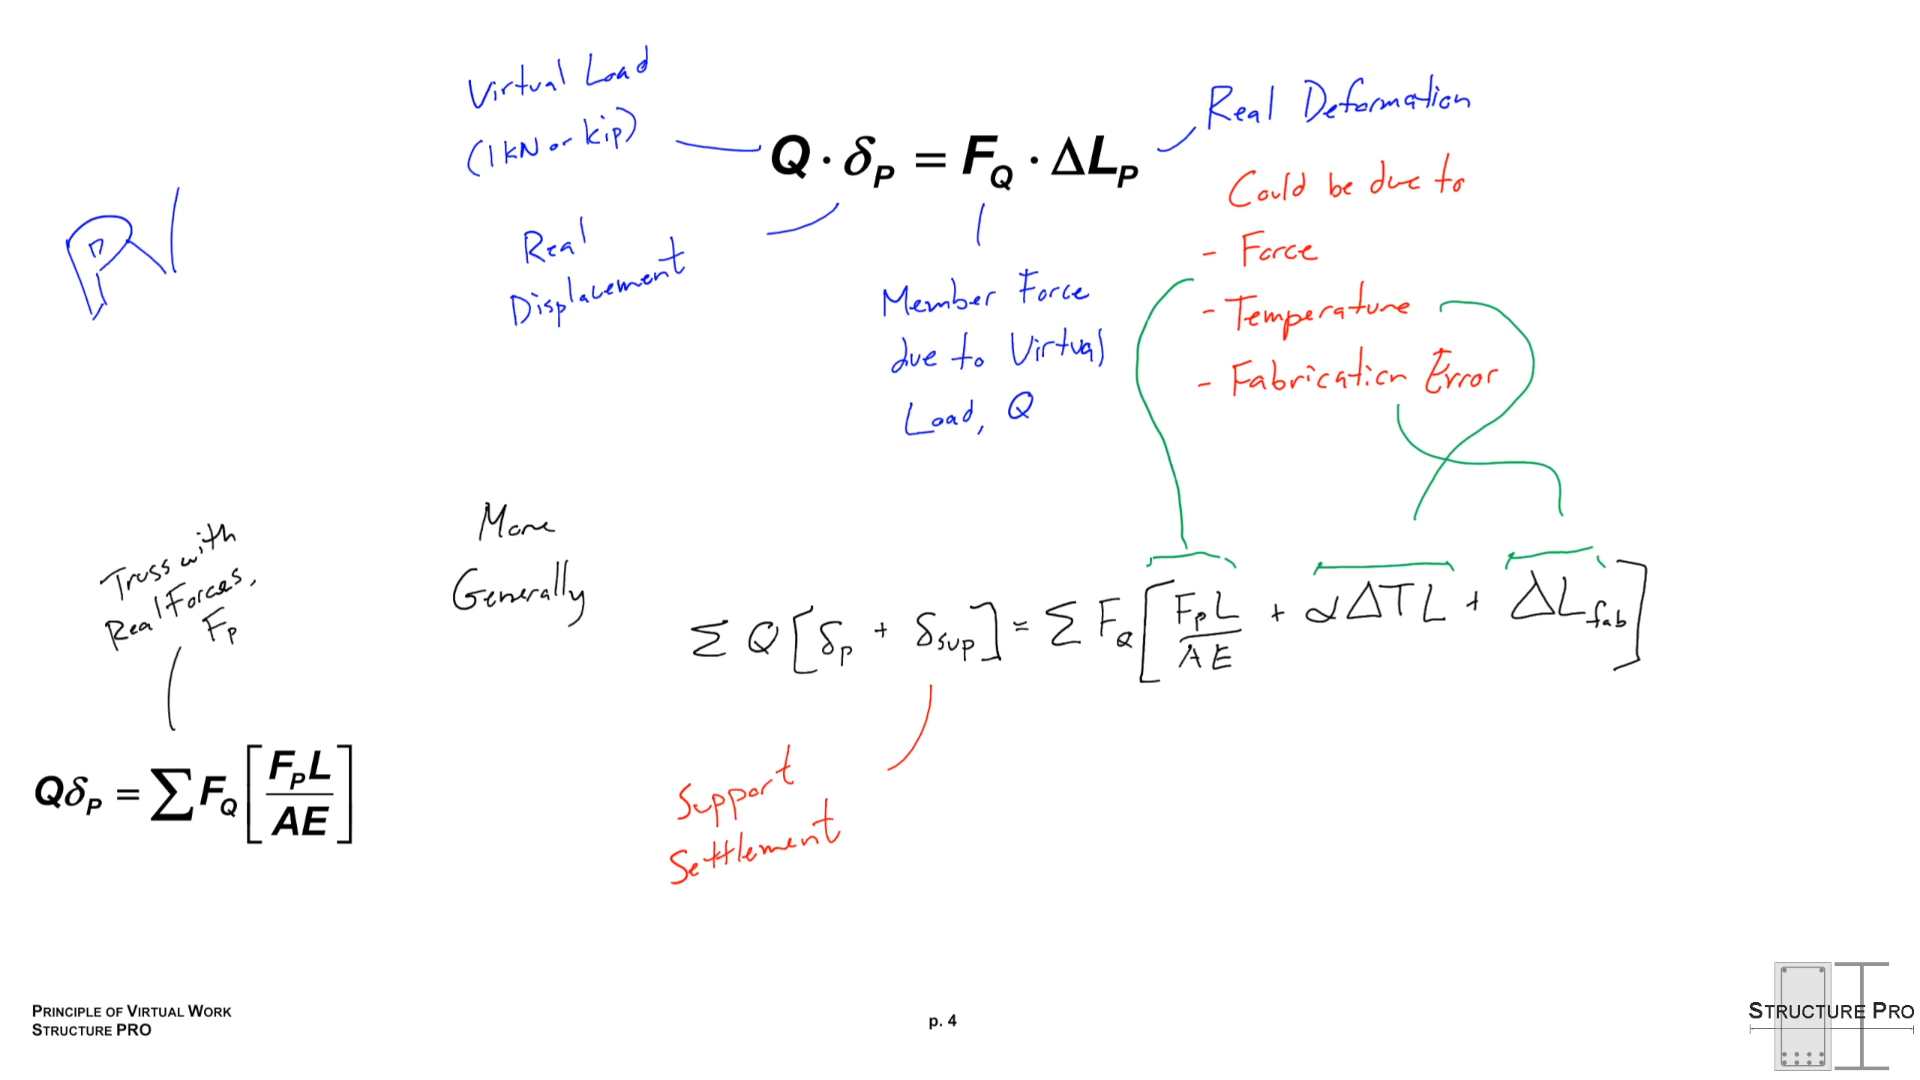 Virtual Load
(1 kN or kip)
Q · δP = FQ · ΔLP
Real Deformation
Could be due to
- Force
- Temperature
- Fabrication Error
Real
Displacement
Member Force
due to Virtual
Load, Q
Truss with
Real Forces,
Fp
More
Generally
Σ Q [δp + δsup] = Σ FQ [FpL / AE + αΔTL + ΔLfab]
QδP = ∑FQ [FPL / AE]
Support
Settlement
PRINCIPLE OF VIRTUAL WORK
STRUCTURE PRO
p. 4
STRUCTURE PRO